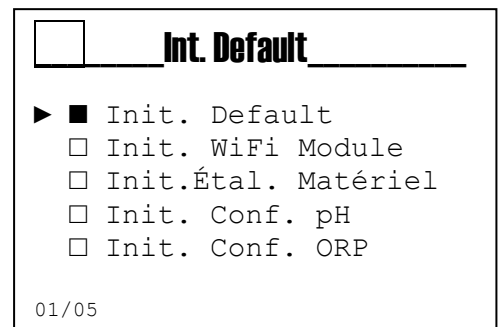 Int. Default
► ■ Init. Default
□ Init. WiFi Module
□ Init.Étal. Matériel
□ Init. Conf. pH
□ Init. Conf. ORP
01/05